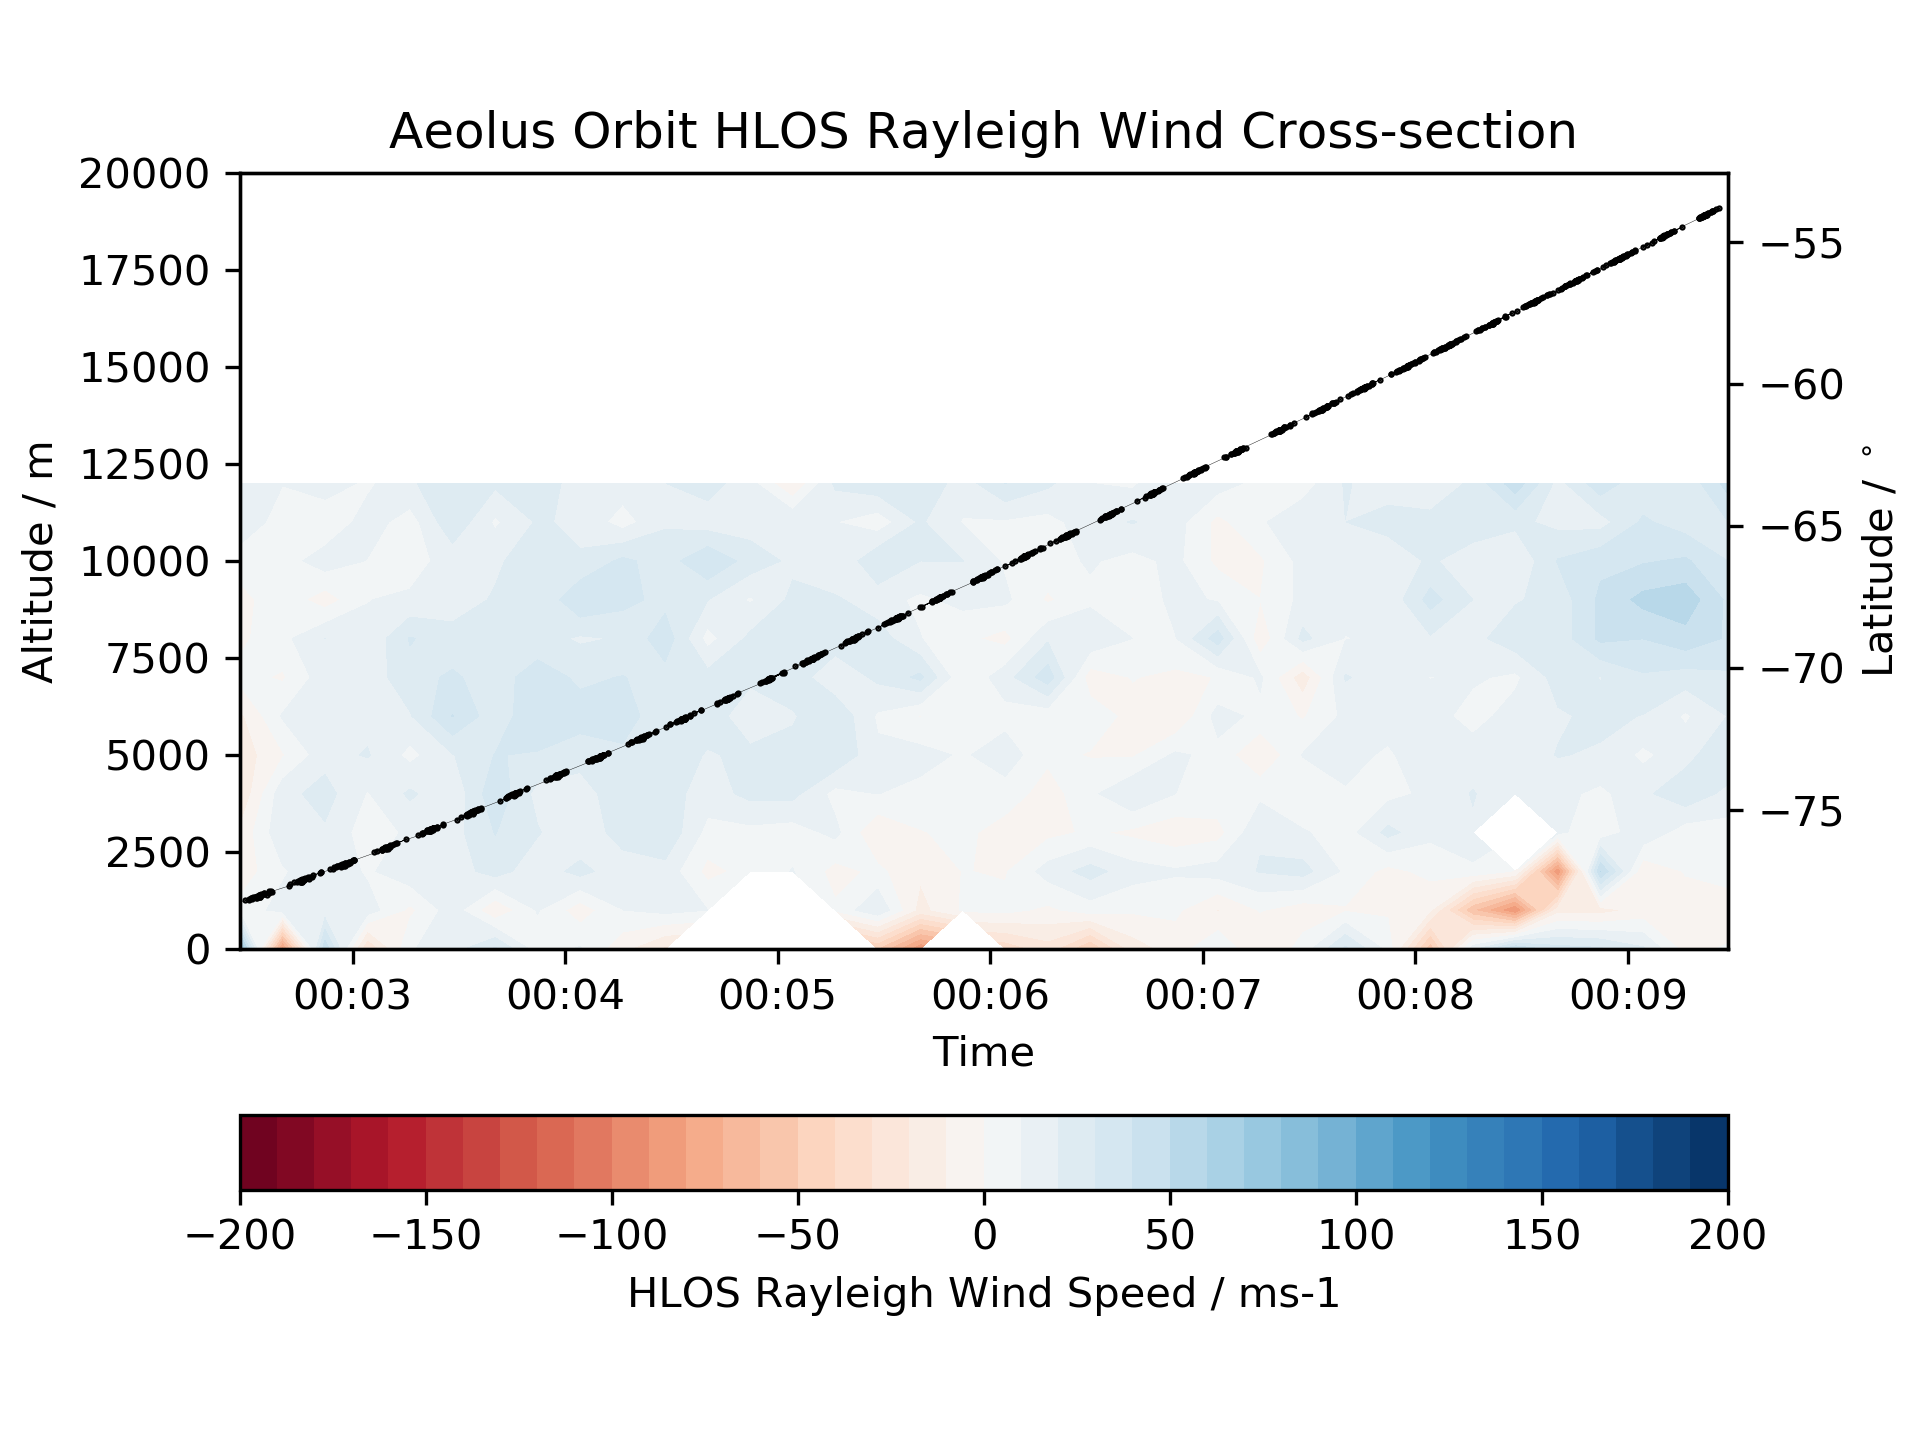 Aeolus Orbit HLOS Rayleigh Wind Cross-section
20000
17500
15000
12500
10000
7500
5000
2500
0
Altitude / m
−55
−60
−65
−70
−75
Latitude / °
00:03 00:04 00:05 00:06 00:07 00:08 00:09
Time
−200 −150 −100 −50 0 50 100 150 200
HLOS Rayleigh Wind Speed / ms-1